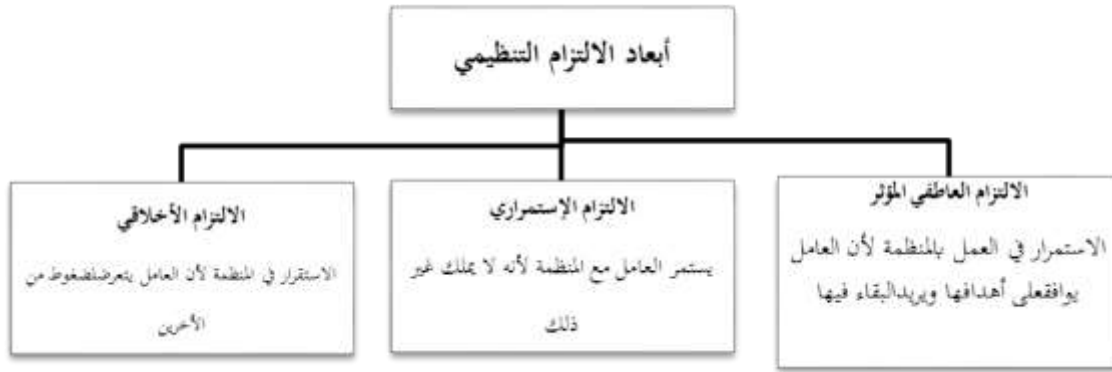 أبعاد الالتزام التنظيمي
الالتزام العاطفي المؤثر
الاستمرار في العمل بالمنظمة لأن العامل
يوافقعلى أهدافها ويريدالبقاء فيها
الالتزام الإستمراري
يستمر العامل مع المنظمة لأنه لا يملك غير
ذلك
الالتزام الأخلاقي
الاستقرار في المنظمة لأن العامل يتعرضلضغوط من
الأخرين